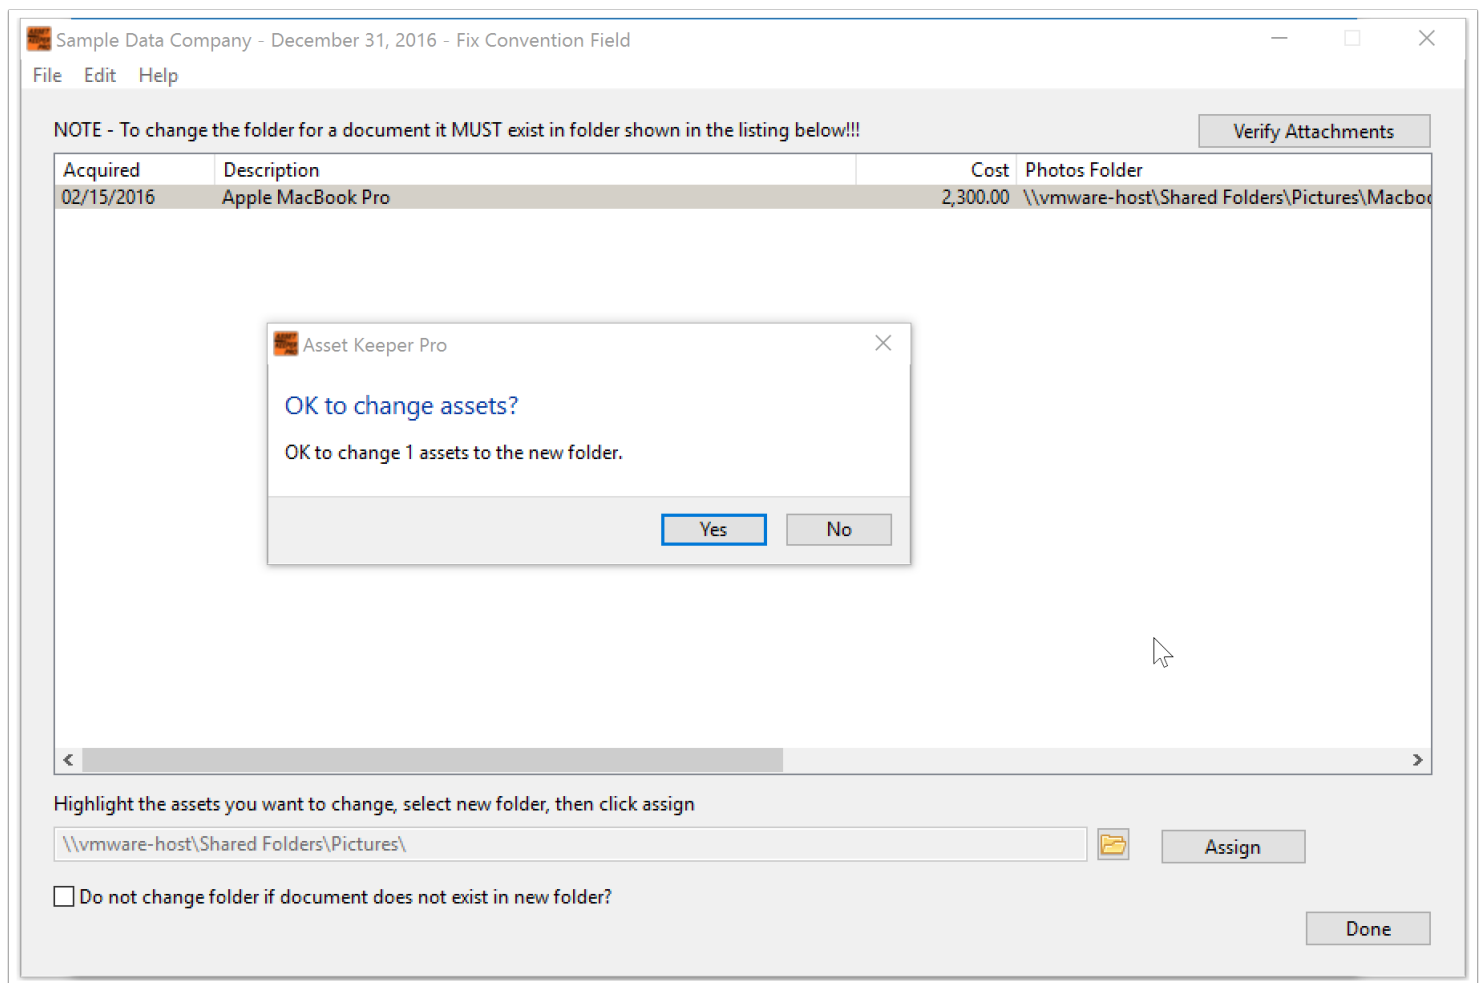 Sample Data Company - December 31, 2016 - Fix Convention Field
File Edit Help
NOTE - To change the folder for a document it MUST exist in folder shown in the listing below!!!
Verify Attachments
Acquired Description Cost Photos Folder
02/15/2016 Apple MacBook Pro 2,300.00 \\vmware-host\Shared Folders\Pictures\Macboo
ASSET KEEPER PRO Asset Keeper Pro
OK to change assets?
OK to change 1 assets to the new folder.
Yes No
Highlight the assets you want to change, select new folder, then click assign
\\vmware-host\Shared Folders\Pictures\
Assign
Do not change folder if document does not exist in new folder?
Done